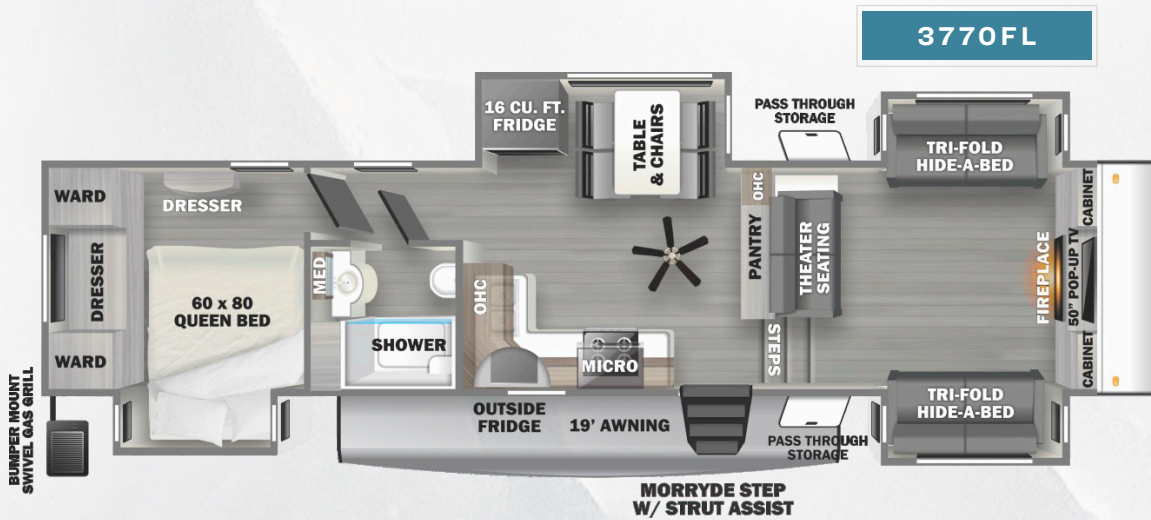 3770FL
16 CU. FT.
FRIDGE
TABLE
& CHAIRS
PASS THROUGH
STORAGE
TRI-FOLD
HIDE-A-BED
WARD
DRESSER
DRESSER
WARD
60 x 80
QUEEN BED
MED
SHOWER
OHC
MICRO
OHC
PANTRY
THEATER
SEATING
STEPS
FIREPLACE
50" POP-UP TV
CABINET
CABINET
TRI-FOLD
HIDE-A-BED
BUMPER MOUNT
SWIVEL GAS GRILL
OUTSIDE
FRIDGE
19' AWNING
PASS THROUGH
STORAGE
MORRYDE STEP
W/ STRUT ASSIST